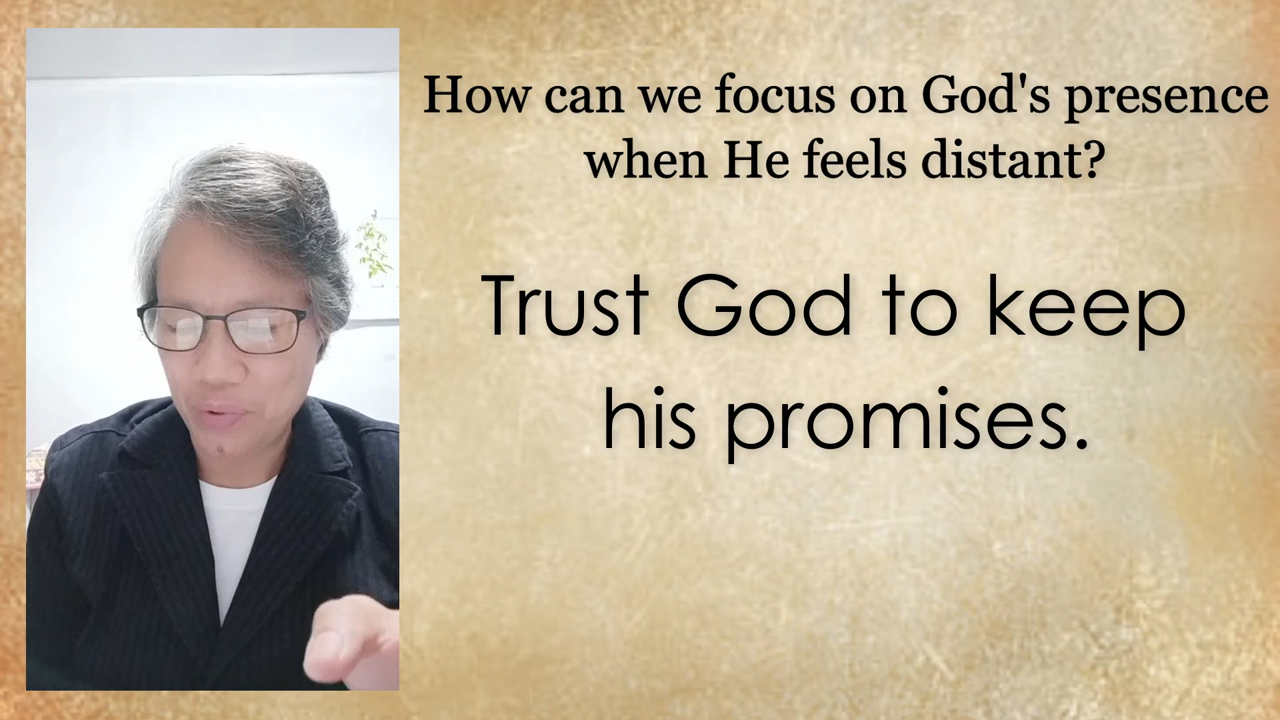 How can we focus on God's presence
when He feels distant?
Trust God to keep
his promises.